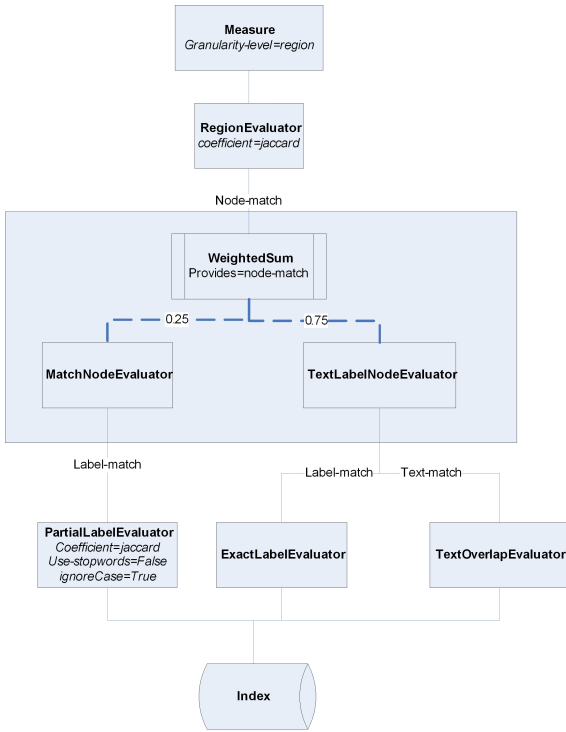 Measure
Granularity-level=region
RegionEvaluator
coefficient=jaccard
Node-match
WeightedSum
Provides=node-match
0.25
0.75
MatchNodeEvaluator
TextLabelNodeEvaluator
Label-match
Label-match
Text-match
PartialLabelEvaluator
Coefficient=jaccard
Use-stopwords=False
ignoreCase=True
ExactLabelEvaluator
TextOverlapEvaluator
Index